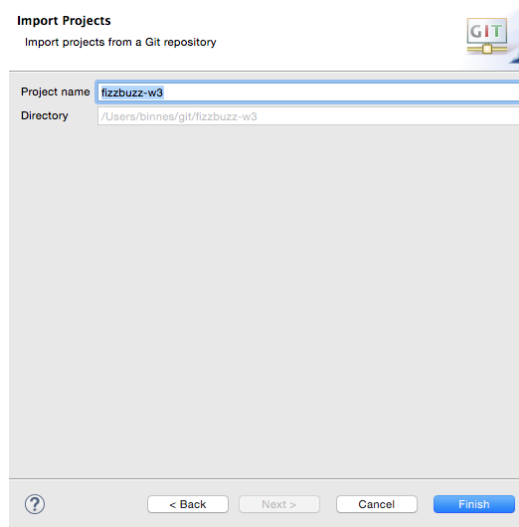 Import Projects
Import projects from a Git repository
GIT
Project name fizzbuzz-w3
Directory /Users/binnes/git/fizzbuzz-w3
? < Back Next > Cancel Finish